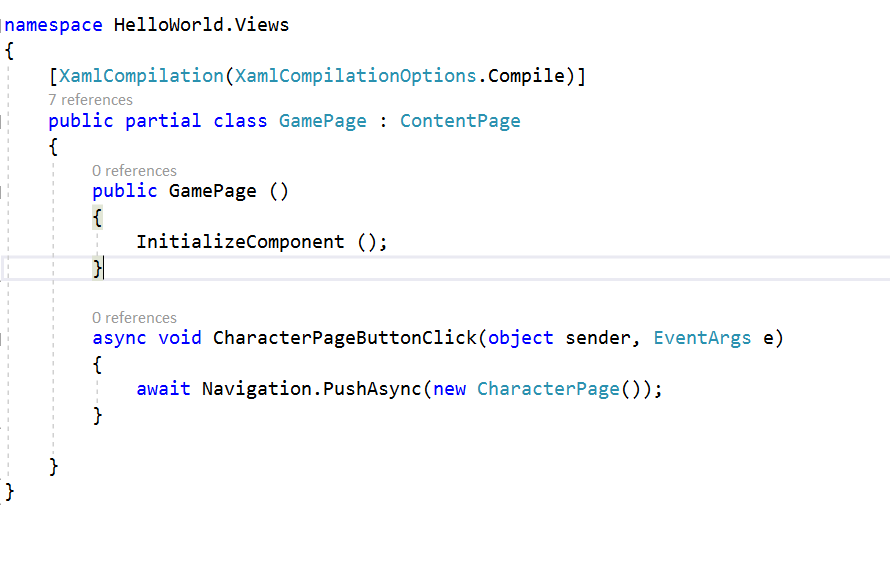 namespace HelloWorld.Views
{
    [XamlCompilation(XamlCompilationOptions.Compile)]
    7 references
    public partial class GamePage : ContentPage
    {
        0 references
        public GamePage ()
        {
            InitializeComponent ();
        }
        0 references
        async void CharacterPageButtonClick(object sender, EventArgs e)
        {
            await Navigation.PushAsync(new CharacterPage());
        }
    }
}